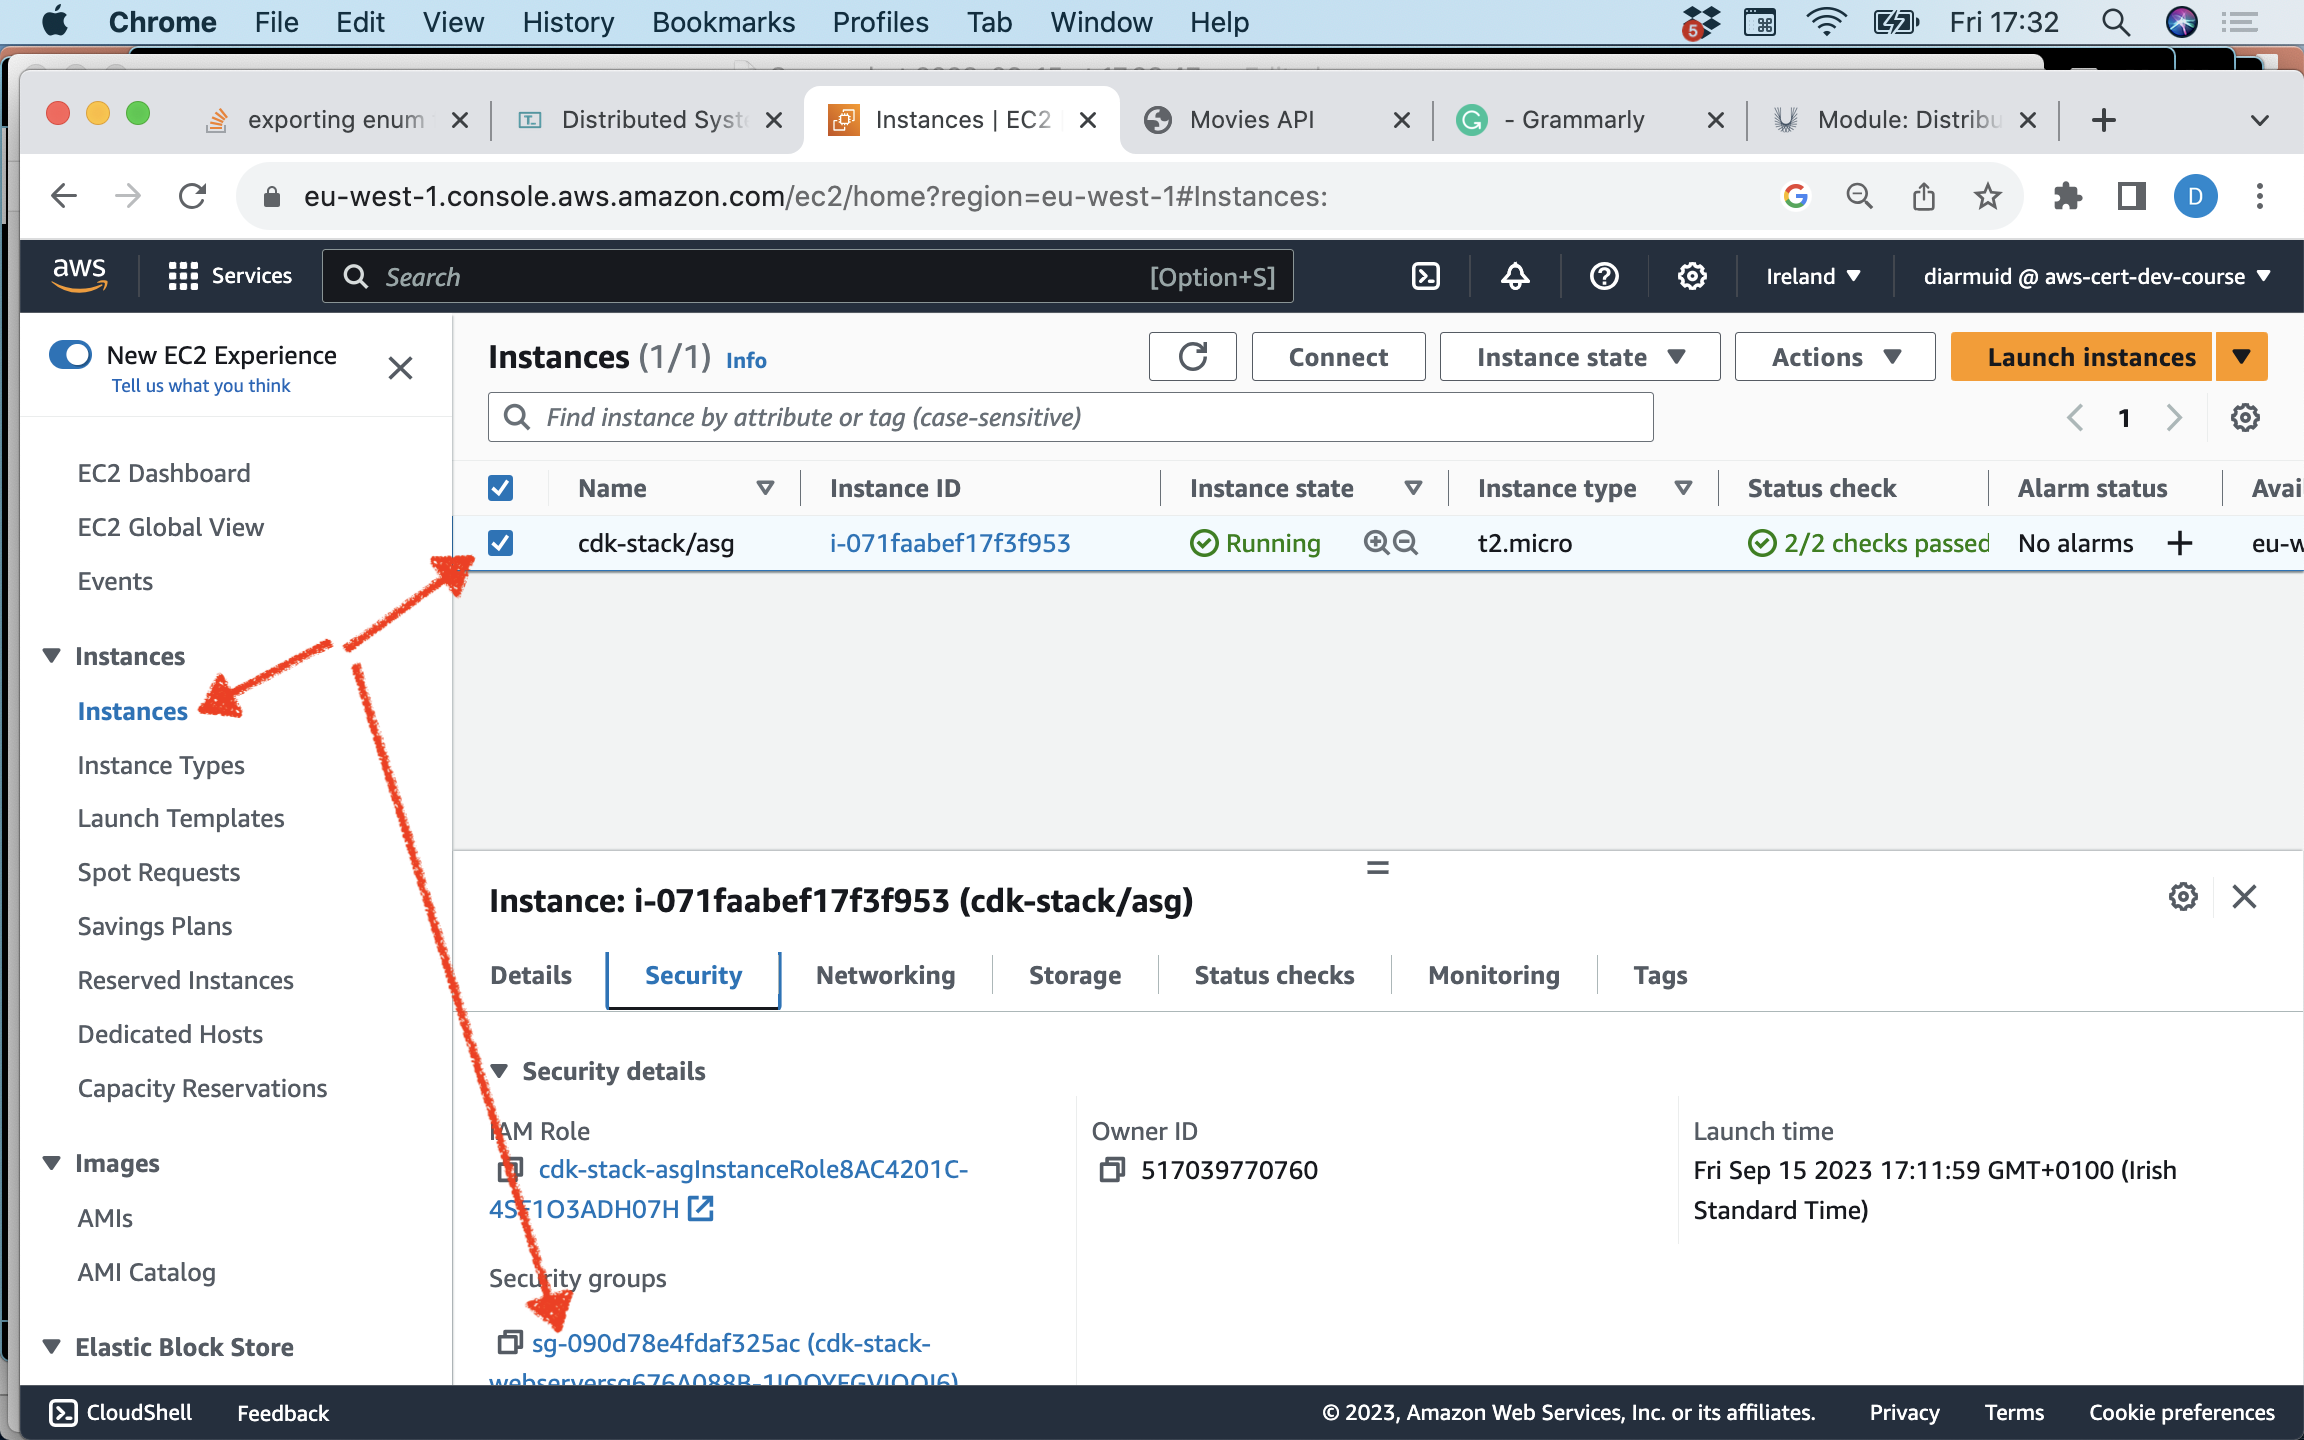 Chrome File Edit View History Bookmarks Profiles Tab Window Help
5
Fri 17:32
exporting enum
Distributed Syste
Instances | EC2
Movies API
- Grammarly
Module: Distribu
eu-west-1.console.aws.amazon.com/ec2/home?region=eu-west-1#Instances:
D
aws
Services
Search
[Option+S]
Ireland
diarmuid @ aws-cert-dev-course
New EC2 Experience
Tell us what you think
EC2 Dashboard
EC2 Global View
Events
Instances
Instances
Instance Types
Launch Templates
Spot Requests
Savings Plans
Reserved Instances
Dedicated Hosts
Capacity Reservations
Images
AMIs
AMI Catalog
Elastic Block Store
Instances (1/1) Info
Connect
Instance state
Actions
Launch instances
Find instance by attribute or tag (case-sensitive)
1
Name Instance ID Instance state Instance type Status check Alarm status Avai
cdk-stack/asg i-071faabef17f3f953 Running t2.micro 2/2 checks passed No alarms eu-w
Instance: i-071faabef17f3f953 (cdk-stack/asg)
Details Security Networking Storage Status checks Monitoring Tags
Security details
IAM Role
cdk-stack-asgInstanceRole8AC4201C-
4SF1O3ADH07H
Owner ID
517039770760
Launch time
Fri Sep 15 2023 17:11:59 GMT+0100 (Irish
Standard Time)
Security groups
sg-090d78e4fdaf325ac (cdk-stack-
CloudShell
Feedback
© 2023, Amazon Web Services, Inc. or its affiliates.
Privacy
Terms
Cookie preferences